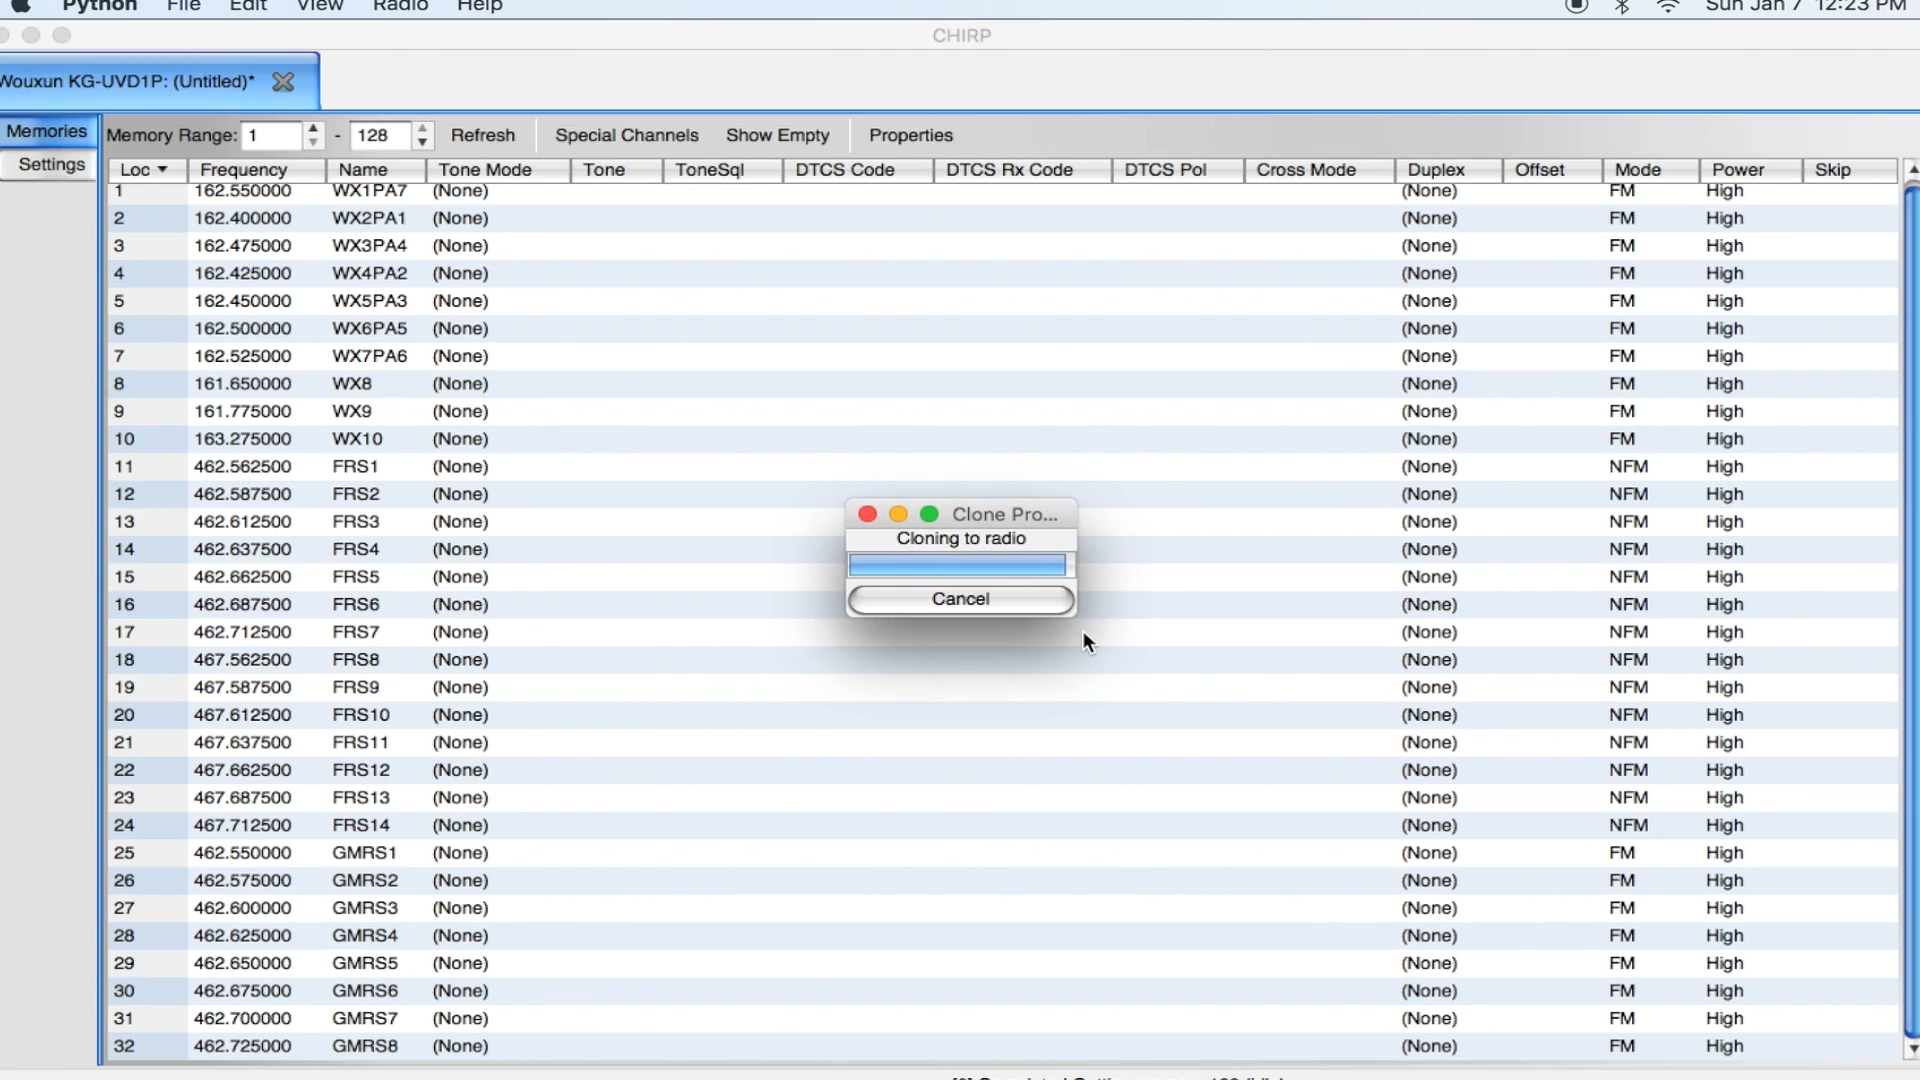 Python File Edit View Radio Help Sun Jan 7 12:23 PM
CHIRP
Wouxun KG-UVD1P: (Untitled)*
Memories Memory Range: 1 - 128 Refresh Special Channels Show Empty Properties
Settings
Loc Frequency Name Tone Mode Tone ToneSql DTCS Code DTCS Rx Code DTCS Pol Cross Mode Duplex Offset Mode Power Skip
1 162.550000 WX1PA7 (None) (None) FM High
2 162.400000 WX2PA1 (None) (None) FM High
3 162.475000 WX3PA4 (None) (None) FM High
4 162.425000 WX4PA2 (None) (None) FM High
5 162.450000 WX5PA3 (None) (None) FM High
6 162.500000 WX6PA5 (None) (None) FM High
7 162.525000 WX7PA6 (None) (None) FM High
8 161.650000 WX8 (None) (None) FM High
9 161.775000 WX9 (None) (None) FM High
10 163.275000 WX10 (None) (None) FM High
11 462.562500 FRS1 (None) (None) NFM High
12 462.587500 FRS2 (None) (None) NFM High
13 462.612500 FRS3 (None) (None) NFM High
14 462.637500 FRS4 (None) (None) NFM High
15 462.662500 FRS5 (None) (None) NFM High
16 462.687500 FRS6 (None) (None) NFM High
17 462.712500 FRS7 (None) (None) NFM High
18 467.562500 FRS8 (None) (None) NFM High
19 467.587500 FRS9 (None) (None) NFM High
20 467.612500 FRS10 (None) (None) NFM High
21 467.637500 FRS11 (None) (None) NFM High
22 467.662500 FRS12 (None) (None) NFM High
23 467.687500 FRS13 (None) (None) NFM High
24 467.712500 FRS14 (None) (None) NFM High
25 462.550000 GMRS1 (None) (None) FM High
26 462.575000 GMRS2 (None) (None) FM High
27 462.600000 GMRS3 (None) (None) FM High
28 462.625000 GMRS4 (None) (None) FM High
29 462.650000 GMRS5 (None) (None) FM High
30 462.675000 GMRS6 (None) (None) FM High
31 462.700000 GMRS7 (None) (None) FM High
32 462.725000 GMRS8 (None) (None) FM High
Clone Pro...
Cloning to radio
Cancel